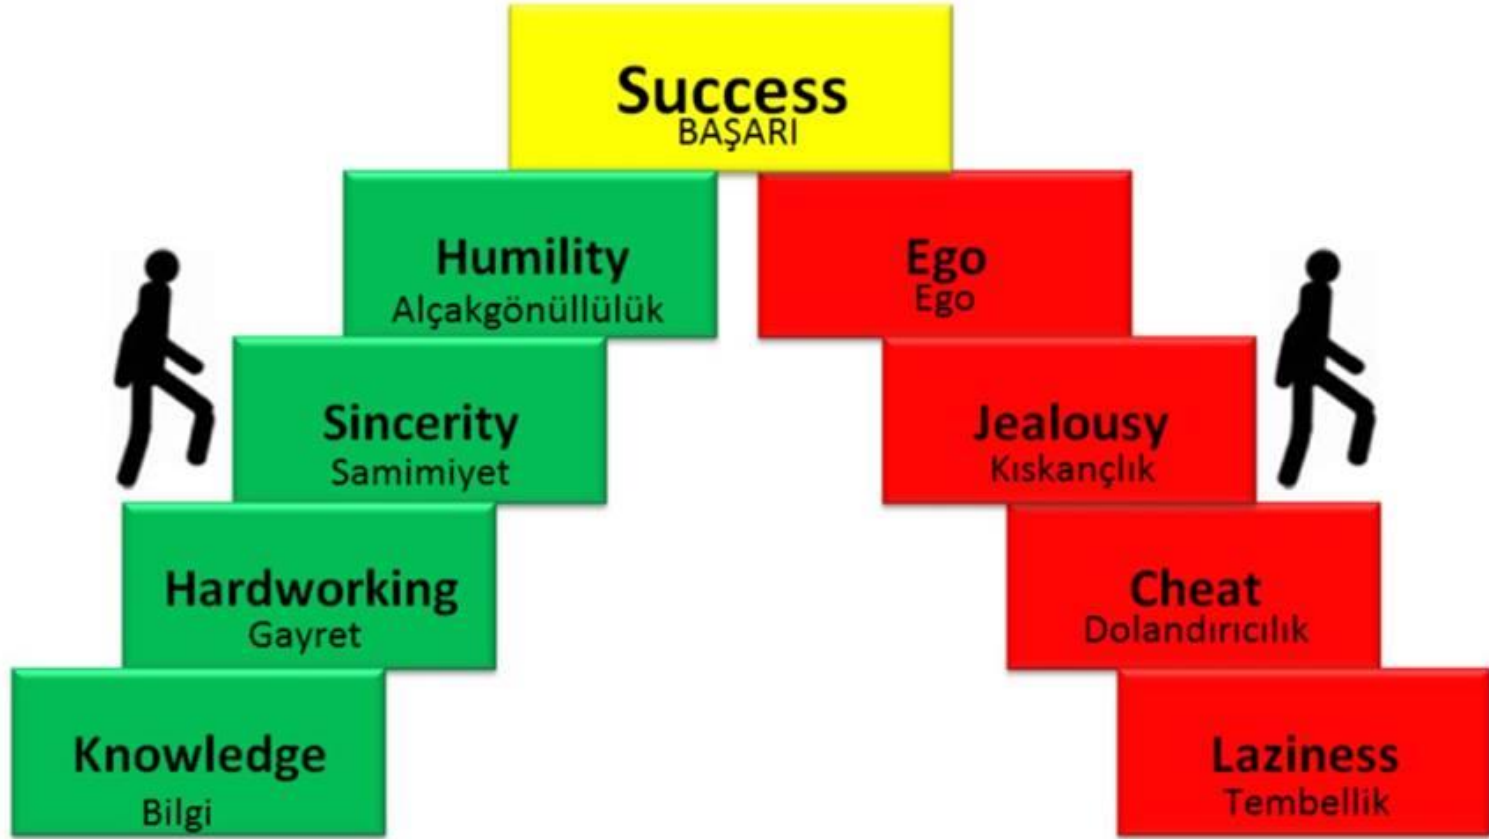 Success
BAŞARI
Humility
Alçakgönüllülük
Ego
Ego
Sincerity
Samimiyet
Jealousy
Kıskançlık
Hardworking
Gayret
Cheat
Dolandırıcılık
Knowledge
Bilgi
Laziness
Tembellik